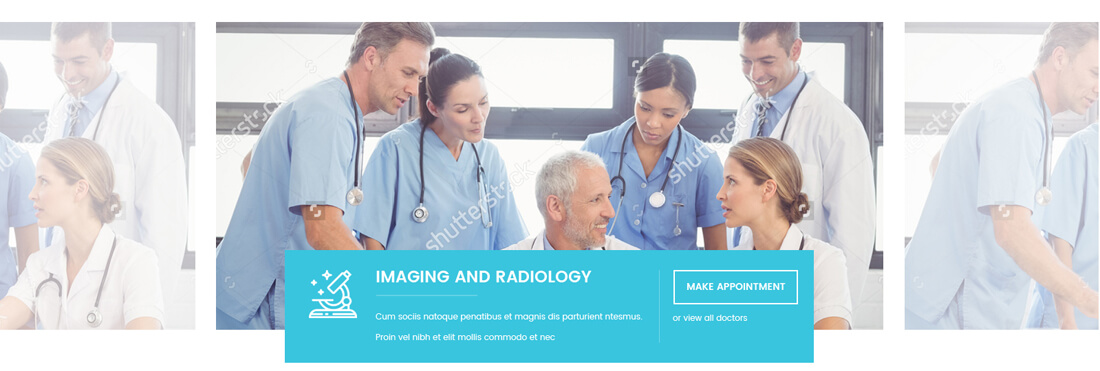 shutterstock
shutterstock
IMAGING AND RADIOLOGY
Cum sociis natoque penatibus et magnis dis parturient ntesmus.
Proin vel nibh et elit mollis commodo et nec
MAKE APPOINTMENT
or view all doctors